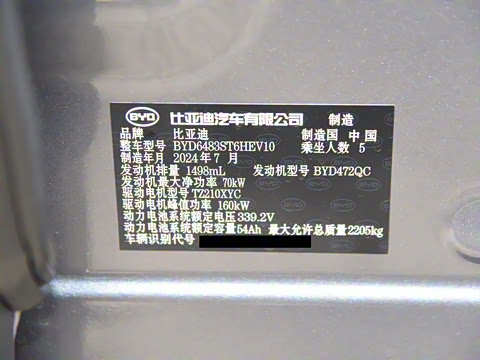 BYD 比亚迪汽车有限公司 制造
品牌 比亚迪 制造国 中国
整车型号 BYD6483ST6HEV10 乘坐人数 5
制造年月 2024年7月
发动机排量 1498mL 发动机型号 BYD472QC
发动机最大净功率 70kW
驱动电机型号 TZ210XYC
驱动电机峰值功率 160kW
动力电池系统额定电压 339.2V
动力电池系统额定容量 54Ah 最大允许总质量 2205kg
车辆识别代号